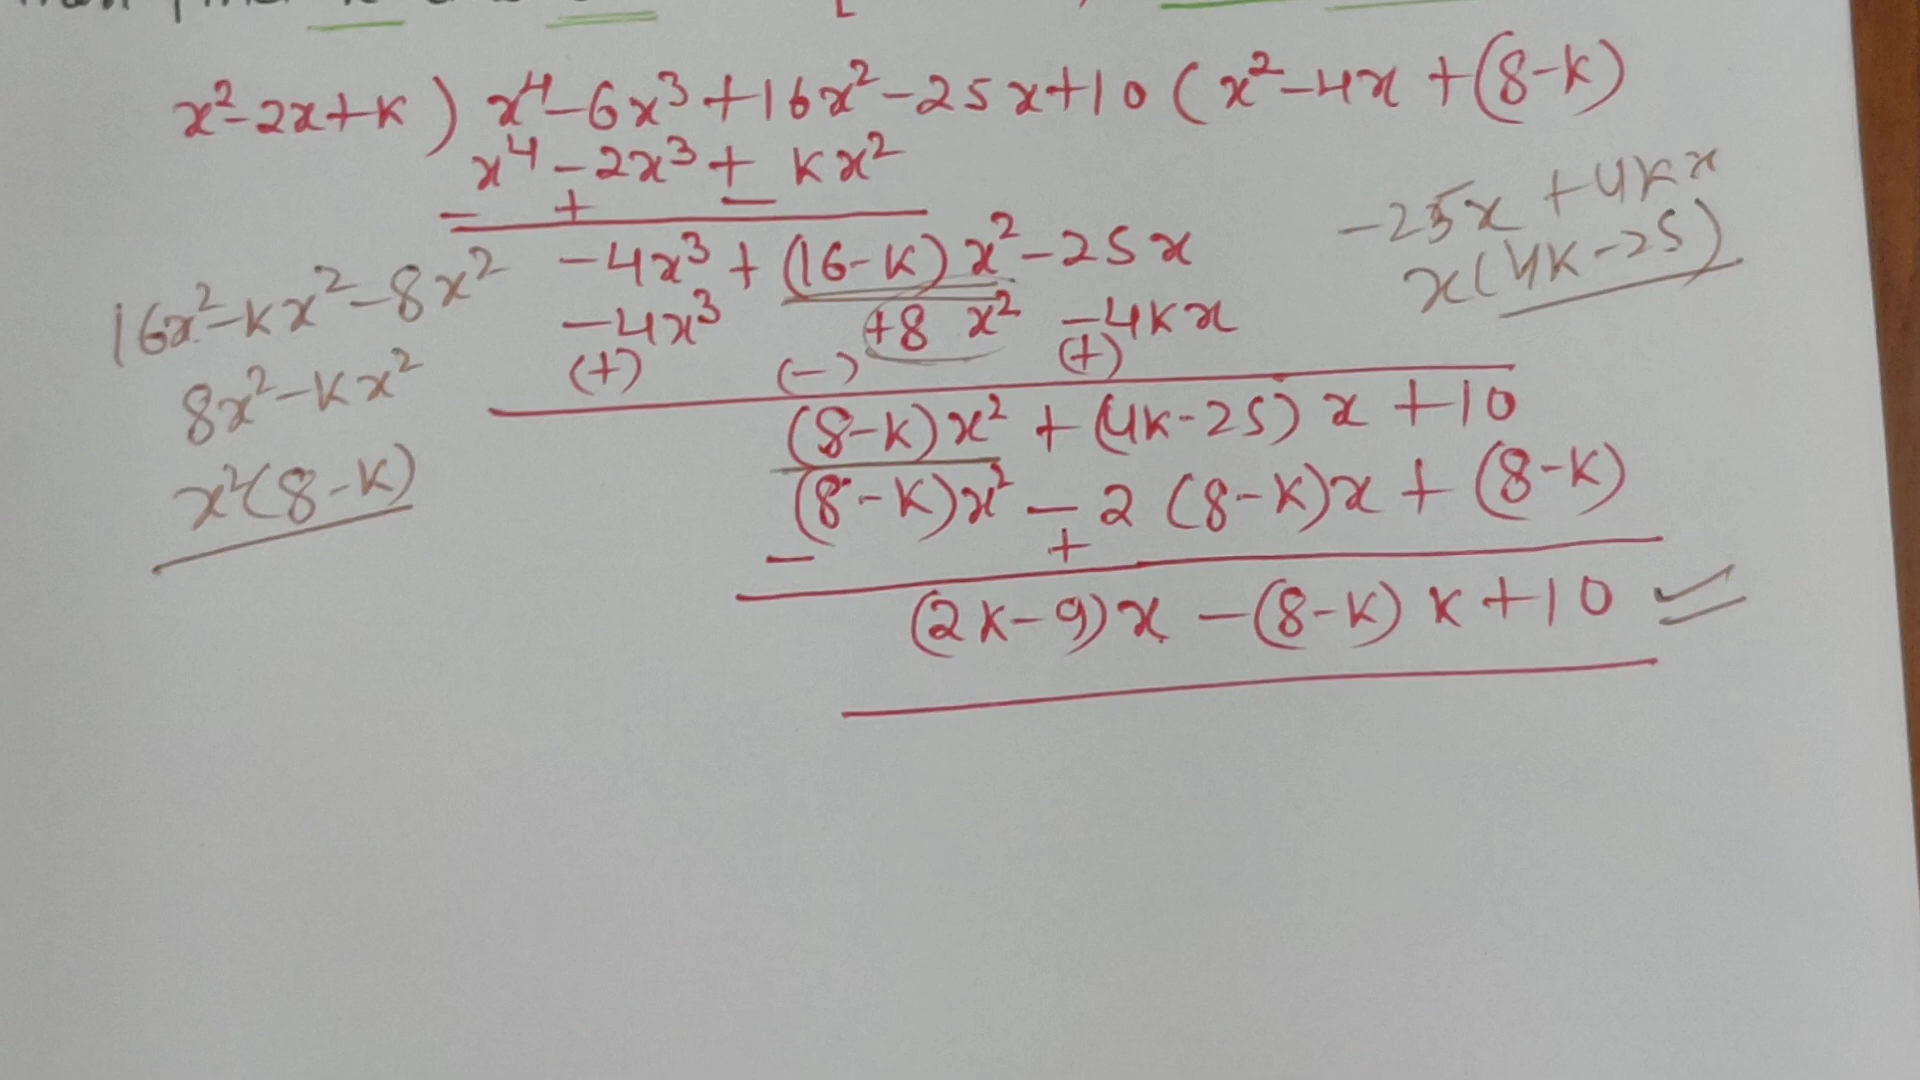 x²-2x+k ) x⁴-6x³+16x²-25x+10 ( x²-4x+(8-k)
x⁴-2x³+kx²
- + -
-4x³+(16-k)x²-25x
-4x³ +8x² -4kx
(+) (-) (+)
(8-k)x²+(4k-25)x+10
(8-k)x²-2(8-k)x+(8-k)
- +
(2k-9)x-(8-k)k+10
16x²-kx²-8x²
8x²-kx²
x²(8-k)
-25x+4kx
x(4k-25)